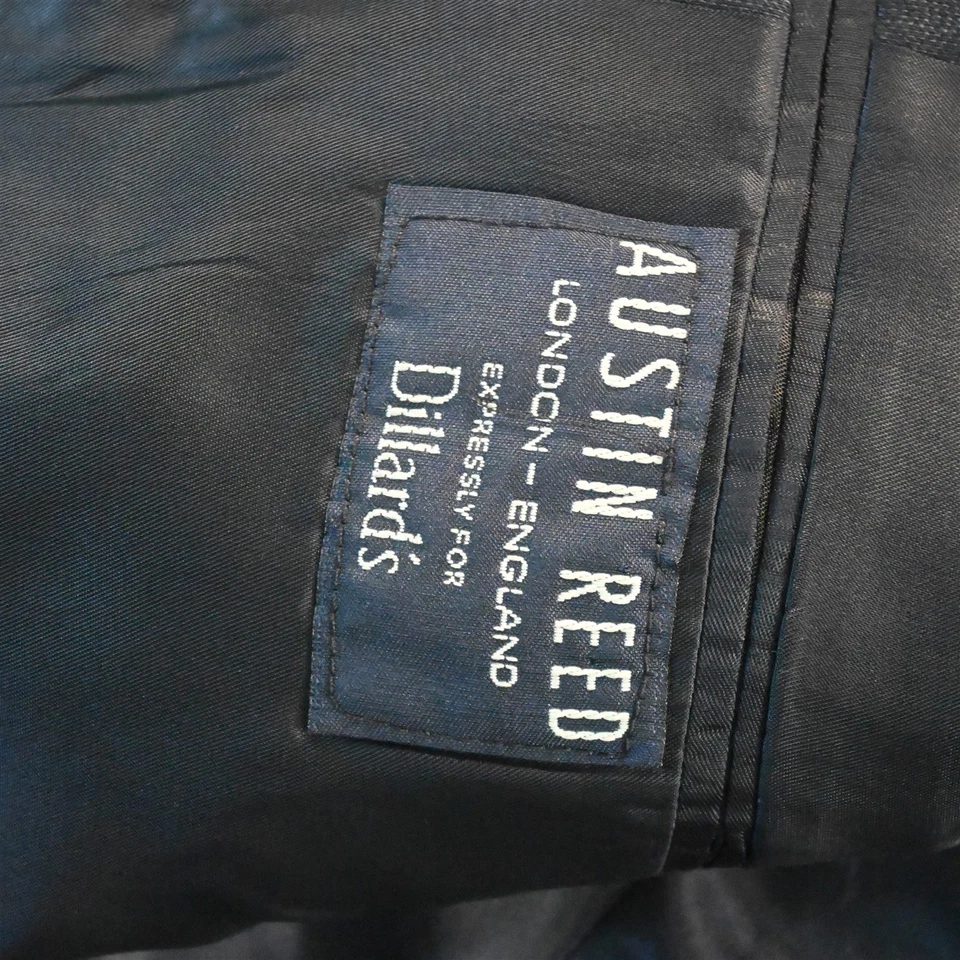 AUSTIN REED
LONDON – ENGLAND
EXPRESSLY FOR
Dillard's